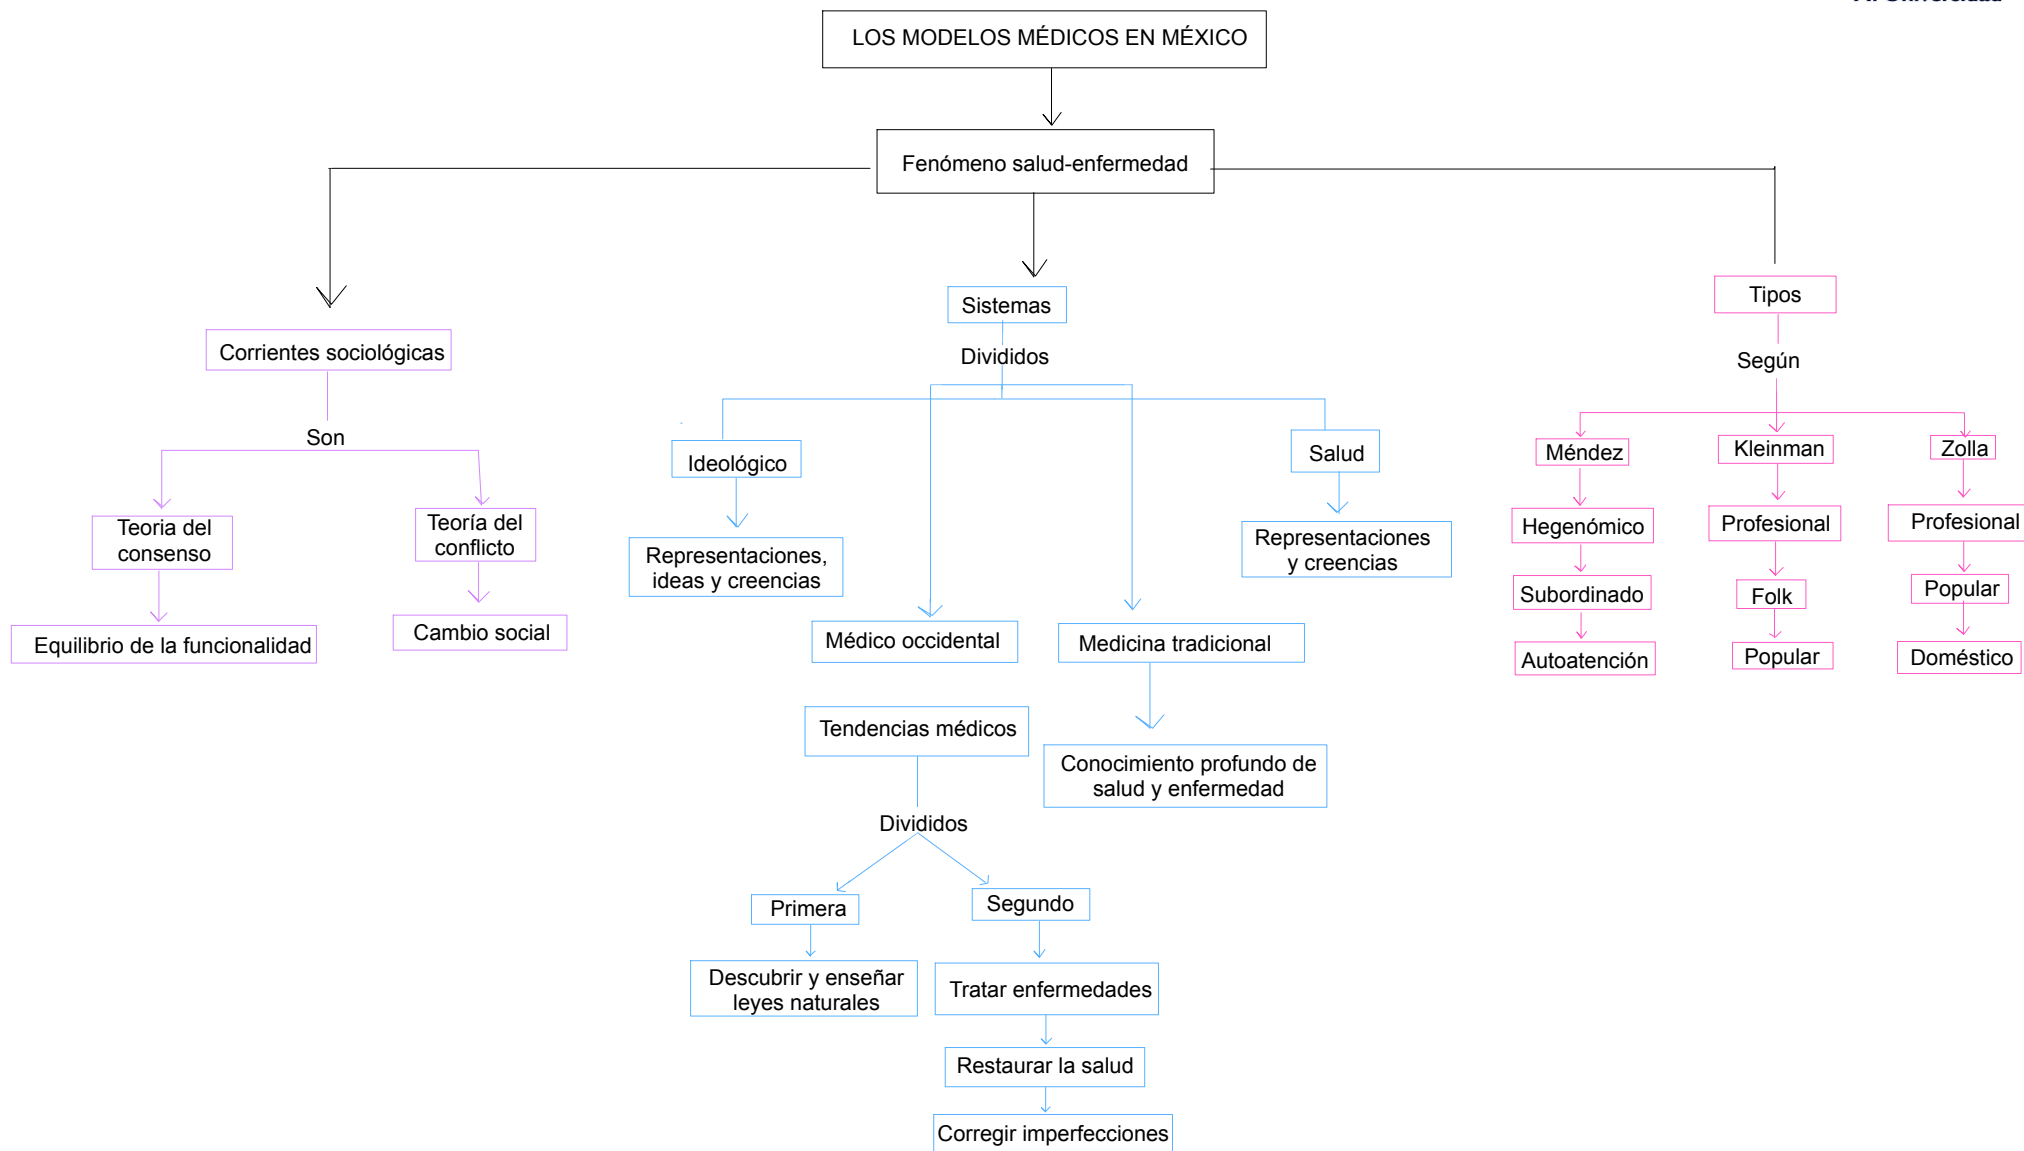 LOS MODELOS MÉDICOS EN MÉXICO
Fenómeno salud-enfermedad
Corrientes sociológicas
Son
Teoria del
consenso
Equilibrio de la funcionalidad
Teoría del
conflicto
Cambio social
Sistemas
Divididos
Ideológico
Representaciones,
ideas y creencias
Médico occidental
Tendencias médicos
Divididos
Primera
Descubrir y enseñar
leyes naturales
Segundo
Tratar enfermedades
Restaurar la salud
Corregir imperfecciones
Medicina tradicional
Conocimiento profundo de
salud y enfermedad
Salud
Representaciones
y creencias
Tipos
Según
Méndez
Hegenómico
Subordinado
Autoatención
Kleinman
Profesional
Folk
Popular
Zolla
Profesional
Popular
Doméstico